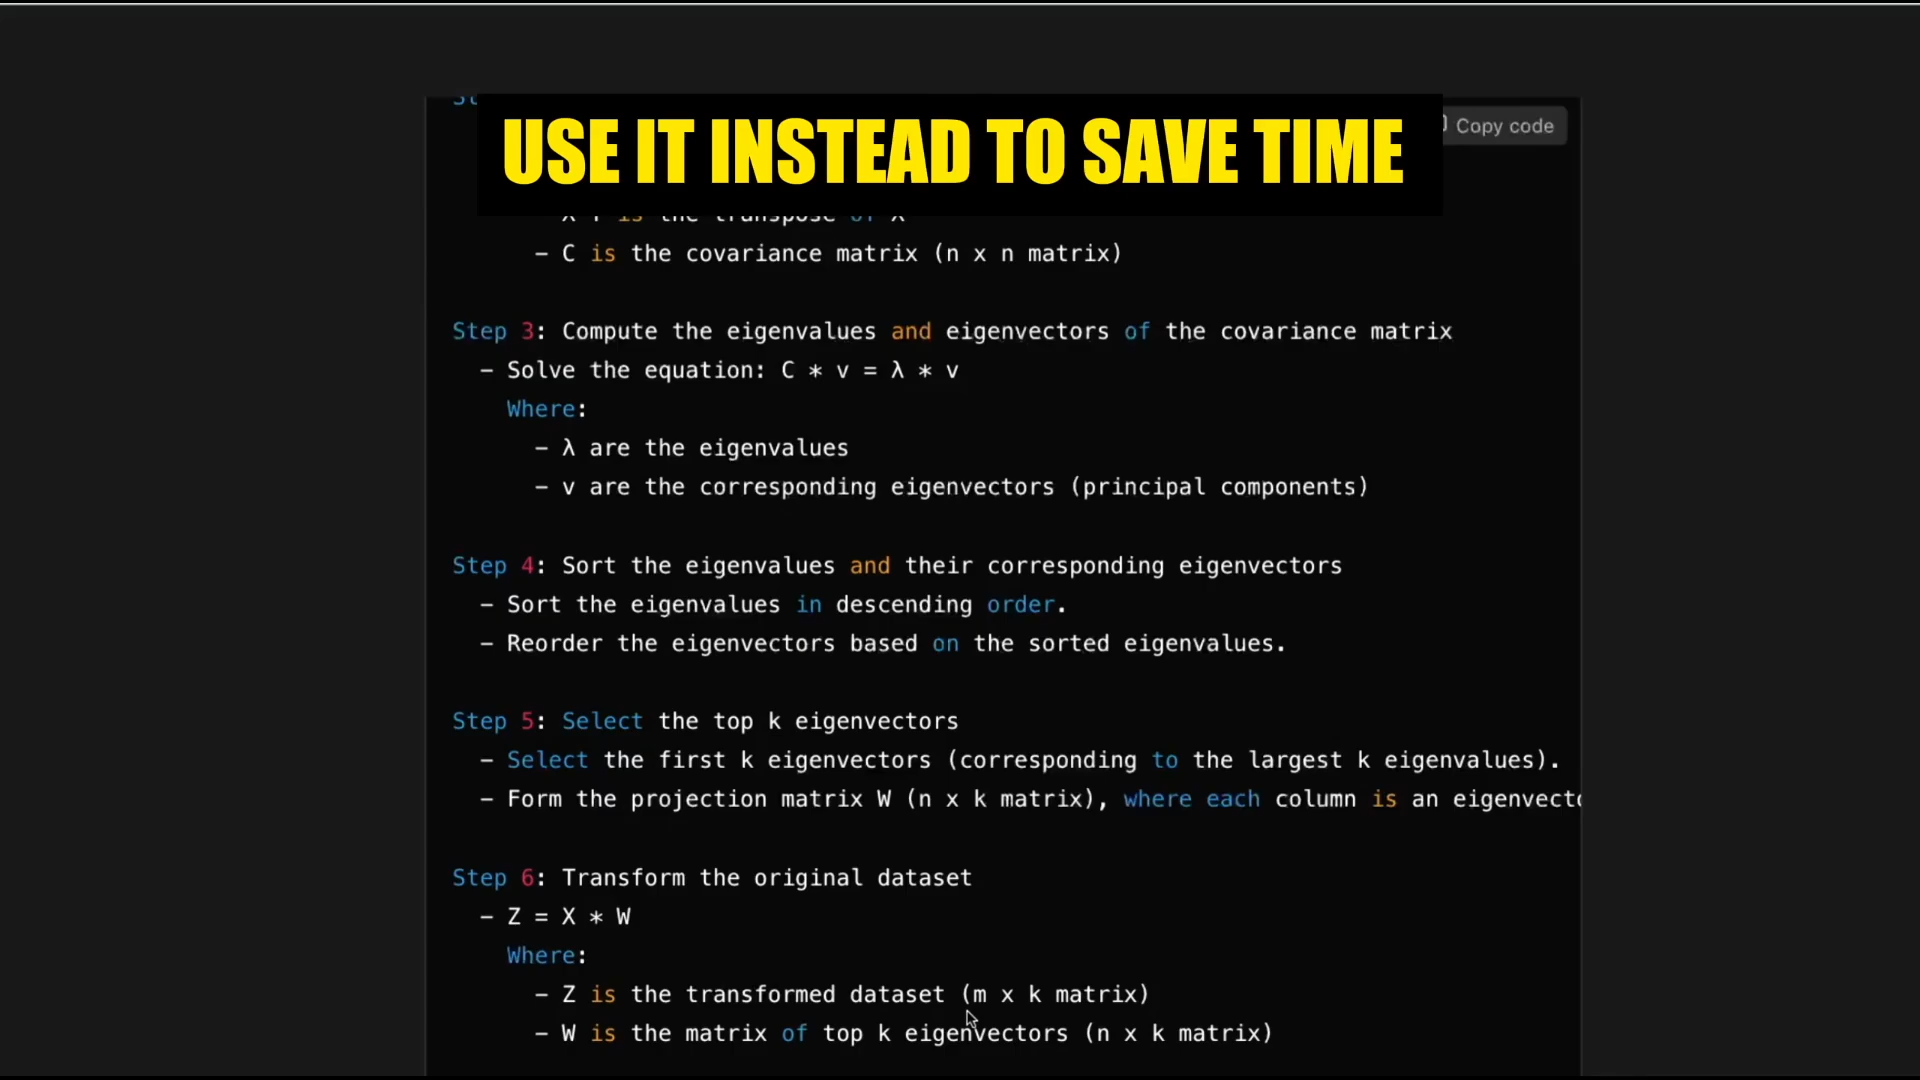 USE IT INSTEAD TO SAVE TIME
Copy code
is the transpose of X
- C is the covariance matrix (n x n matrix)
Step 3: Compute the eigenvalues and eigenvectors of the covariance matrix
- Solve the equation: C * v = λ * v
Where:
- λ are the eigenvalues
- v are the corresponding eigenvectors (principal components)
Step 4: Sort the eigenvalues and their corresponding eigenvectors
- Sort the eigenvalues in descending order.
- Reorder the eigenvectors based on the sorted eigenvalues.
Step 5: Select the top k eigenvectors
- Select the first k eigenvectors (corresponding to the largest k eigenvalues).
- Form the projection matrix W (n x k matrix), where each column is an eigenvect
Step 6: Transform the original dataset
- Z = X * W
Where:
- Z is the transformed dataset (m x k matrix)
- W is the matrix of top k eigenvectors (n x k matrix)